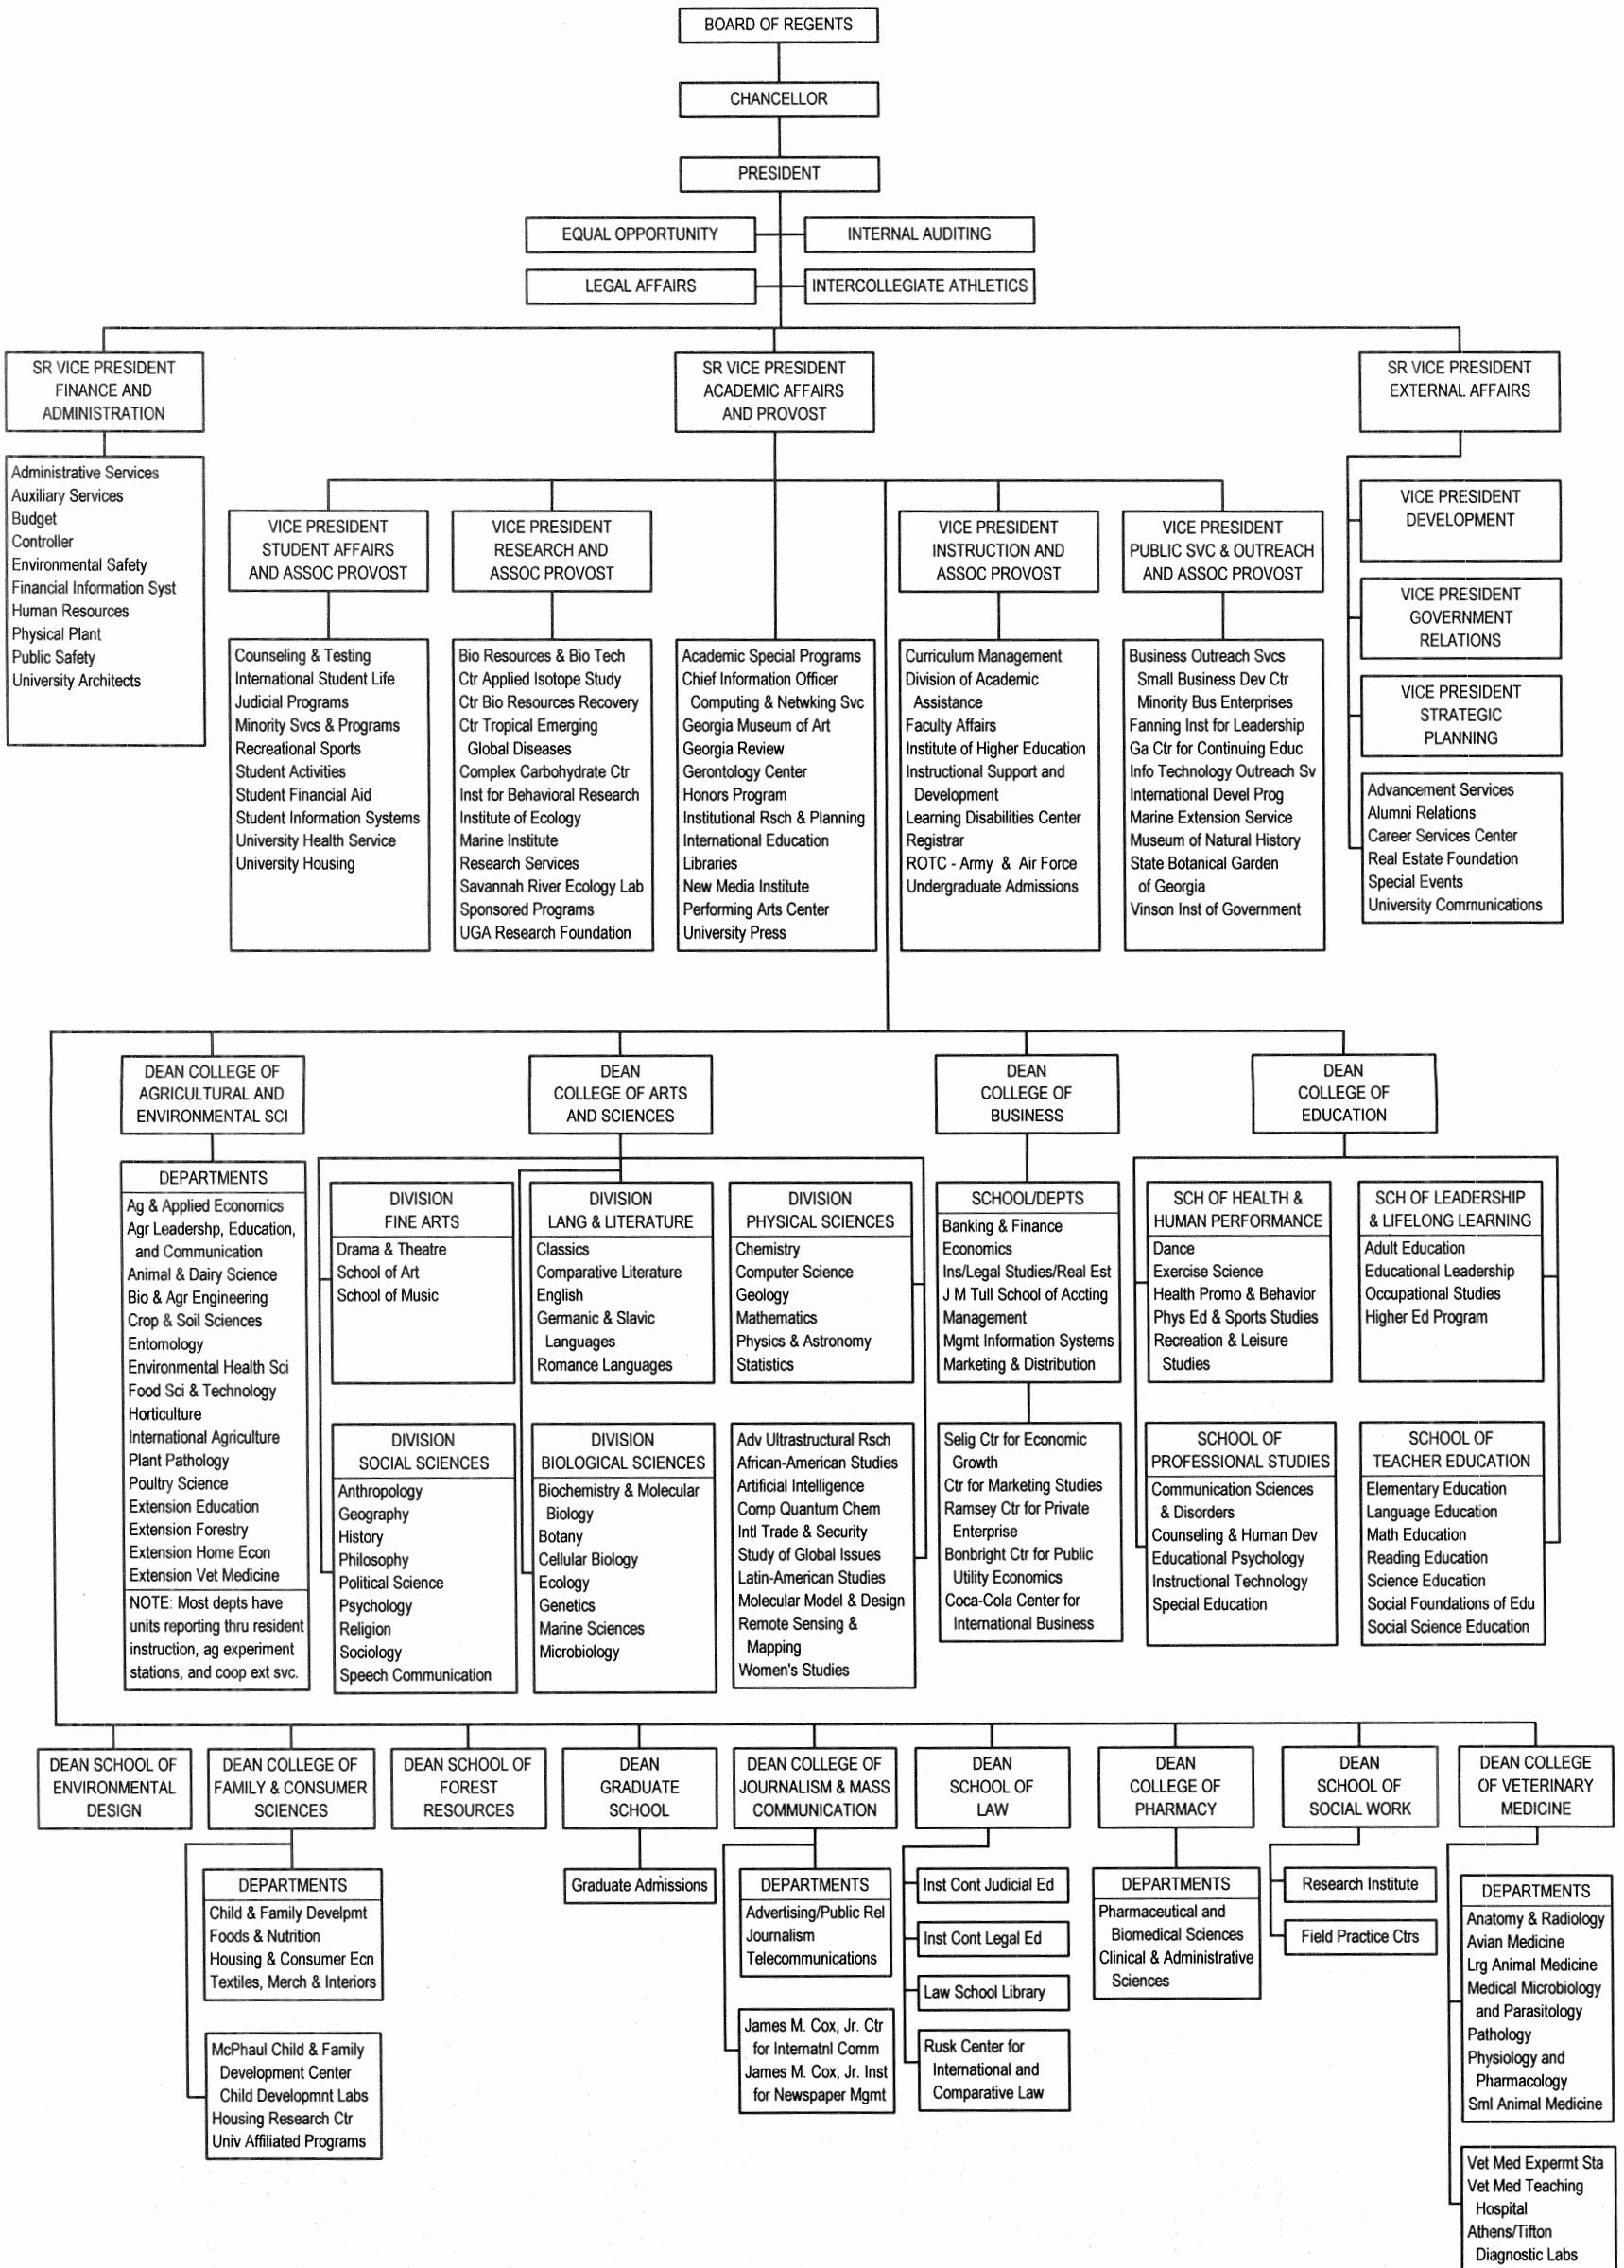 BOARD OF REGENTS
CHANCELLOR
PRESIDENT
EQUAL OPPORTUNITY
INTERNAL AUDITING
LEGAL AFFAIRS
INTERCOLLEGIATE ATHLETICS
SR VICE PRESIDENT
FINANCE AND
ADMINISTRATION
SR VICE PRESIDENT
ACADEMIC AFFAIRS
AND PROVOST
SR VICE PRESIDENT
EXTERNAL AFFAIRS
Administrative Services
Auxiliary Services
Budget
Controller
Environmental Safety
Financial Information Syst
Human Resources
Physical Plant
Public Safety
University Architects
VICE PRESIDENT
STUDENT AFFAIRS
AND ASSOC PROVOST
VICE PRESIDENT
RESEARCH AND
ASSOC PROVOST
VICE PRESIDENT
INSTRUCTION AND
ASSOC PROVOST
VICE PRESIDENT
PUBLIC SVC & OUTREACH
AND ASSOC PROVOST
VICE PRESIDENT
DEVELOPMENT
VICE PRESIDENT
GOVERNMENT
RELATIONS
VICE PRESIDENT
STRATEGIC
PLANNING
Counseling & Testing
International Student Life
Judicial Programs
Minority Svcs & Programs
Recreational Sports
Student Activities
Student Financial Aid
Student Information Systems
University Health Service
University Housing
Bio Resources & Bio Tech
Ctr Applied Isotope Study
Ctr Bio Resources Recovery
Ctr Tropical Emerging
Global Diseases
Complex Carbohydrate Ctr
Inst for Behavioral Research
Institute of Ecology
Marine Institute
Research Services
Savannah River Ecology Lab
Sponsored Programs
UGA Research Foundation
Academic Special Programs
Chief Information Officer
Computing & Netwking Svc
Georgia Museum of Art
Georgia Review
Gerontology Center
Honors Program
Institutional Rsch & Planning
International Education
Libraries
New Media Institute
Performing Arts Center
University Press
Curriculum Management
Division of Academic
Assistance
Faculty Affairs
Institute of Higher Education
Instructional Support and
Development
Learning Disabilities Center
Registrar
ROTC - Army & Air Force
Undergraduate Admissions
Business Outreach Svcs
Small Business Dev Ctr
Minority Bus Enterprises
Fanning Inst for Leadership
Ga Ctr for Continuing Educ
Info Technology Outreach Sv
International Devel Prog
Marine Extension Service
Museum of Natural History
State Botanical Garden
of Georgia
Vinson Inst of Government
Advancement Services
Alumni Relations
Career Services Center
Real Estate Foundation
Special Events
University Communications
DEAN COLLEGE OF
AGRICULTURAL AND
ENVIRONMENTAL SCI
DEAN
COLLEGE OF ARTS
AND SCIENCES
DEAN
COLLEGE OF
BUSINESS
DEAN
COLLEGE OF
EDUCATION
DEPARTMENTS
Ag & Applied Economics
Agr Leadershp, Education,
and Communication
Animal & Dairy Science
Bio & Agr Engineering
Crop & Soil Sciences
Entomology
Environmental Health Sci
Food Sci & Technology
Horticulture
International Agriculture
Plant Pathology
Poultry Science
Extension Education
Extension Forestry
Extension Home Econ
Extension Vet Medicine
NOTE: Most depts have
units reporting thru resident
instruction, ag experiment
stations, and coop ext svc.
DIVISION
FINE ARTS
Drama & Theatre
School of Art
School of Music
DIVISION
LANG & LITERATURE
Classics
Comparative Literature
English
Germanic & Slavic
Languages
Romance Languages
DIVISION
PHYSICAL SCIENCES
Chemistry
Computer Science
Geology
Mathematics
Physics & Astronomy
Statistics
SCHOOL/DEPTS
Banking & Finance
Economics
Ins/Legal Studies/Real Est
J M Tull School of Accting
Management
Mgmt Information Systems
Marketing & Distribution
SCH OF HEALTH &
HUMAN PERFORMANCE
Dance
Exercise Science
Health Promo & Behavior
Phys Ed & Sports Studies
Recreation & Leisure
Studies
SCH OF LEADERSHIP
& LIFELONG LEARNING
Adult Education
Educational Leadership
Occupational Studies
Higher Ed Program
DIVISION
SOCIAL SCIENCES
Anthropology
Geography
History
Philosophy
Political Science
Psychology
Religion
Sociology
Speech Communication
DIVISION
BIOLOGICAL SCIENCES
Biochemistry & Molecular
Biology
Botany
Cellular Biology
Ecology
Genetics
Marine Sciences
Microbiology
Adv Ultrastructural Rsch
African-American Studies
Artificial Intelligence
Comp Quantum Chem
Intl Trade & Security
Study of Global Issues
Latin-American Studies
Molecular Model & Design
Remote Sensing &
Mapping
Women's Studies
Selig Ctr for Economic
Growth
Ctr for Marketing Studies
Ramsey Ctr for Private
Enterprise
Bonbright Ctr for Public
Utility Economics
Coca-Cola Center for
International Business
SCHOOL OF
PROFESSIONAL STUDIES
Communication Sciences
& Disorders
Counseling & Human Dev
Educational Psychology
Instructional Technology
Special Education
SCHOOL OF
TEACHER EDUCATION
Elementary Education
Language Education
Math Education
Reading Education
Science Education
Social Foundations of Edu
Social Science Education
DEAN SCHOOL OF
ENVIRONMENTAL
DESIGN
DEAN COLLEGE OF
FAMILY & CONSUMER
SCIENCES
DEAN SCHOOL OF
FOREST
RESOURCES
DEAN
GRADUATE
SCHOOL
DEAN COLLEGE OF
JOURNALISM & MASS
COMMUNICATION
DEAN
SCHOOL OF
LAW
DEAN
COLLEGE OF
PHARMACY
DEAN
SCHOOL OF
SOCIAL WORK
DEAN COLLEGE
OF VETERINARY
MEDICINE
DEPARTMENTS
Child & Family Develpmt
Foods & Nutrition
Housing & Consumer Ecn
Textiles, Merch & Interiors
McPhaul Child & Family
Development Center
Child Developmnt Labs
Housing Research Ctr
Univ Affiliated Programs
Graduate Admissions
DEPARTMENTS
Advertising/Public Rel
Journalism
Telecommunications
James M. Cox, Jr. Ctr
for Internatnl Comm
James M. Cox, Jr. Inst
for Newspaper Mgmt
Inst Cont Judicial Ed
Inst Cont Legal Ed
Law School Library
Rusk Center for
International and
Comparative Law
DEPARTMENTS
Pharmaceutical and
Biomedical Sciences
Clinical & Administrative
Sciences
Research Institute
Field Practice Ctrs
DEPARTMENTS
Anatomy & Radiology
Avian Medicine
Lrg Animal Medicine
Medical Microbiology
and Parasitology
Pathology
Physiology and
Pharmacology
Sml Animal Medicine
Vet Med Expermt Sta
Vet Med Teaching
Hospital
Athens/Tifton
Diagnostic Labs